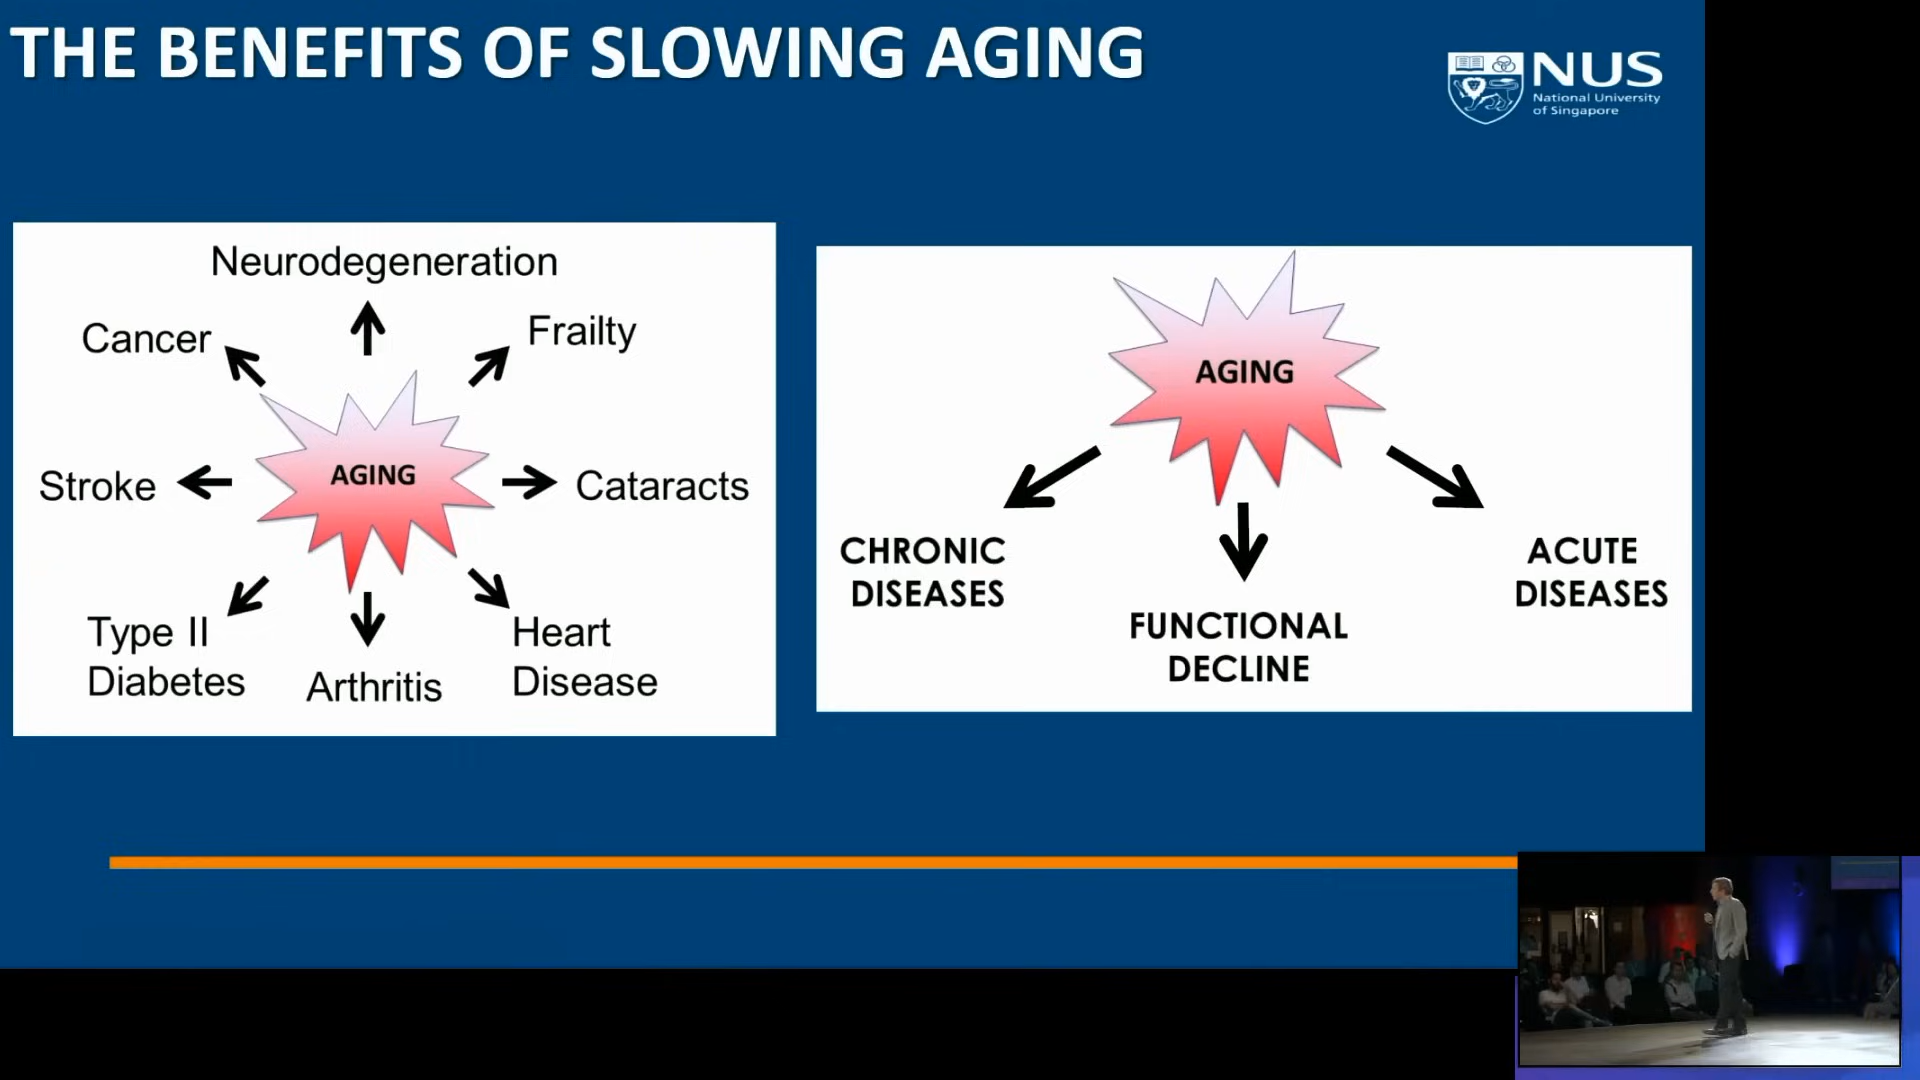 THE BENEFITS OF SLOWING AGING
NUS
National University
of Singapore
Neurodegeneration
Cancer
Frailty
AGING
Stroke
Cataracts
Type II
Diabetes
Arthritis
Heart
Disease
AGING
CHRONIC
DISEASES
FUNCTIONAL
DECLINE
ACUTE
DISEASES